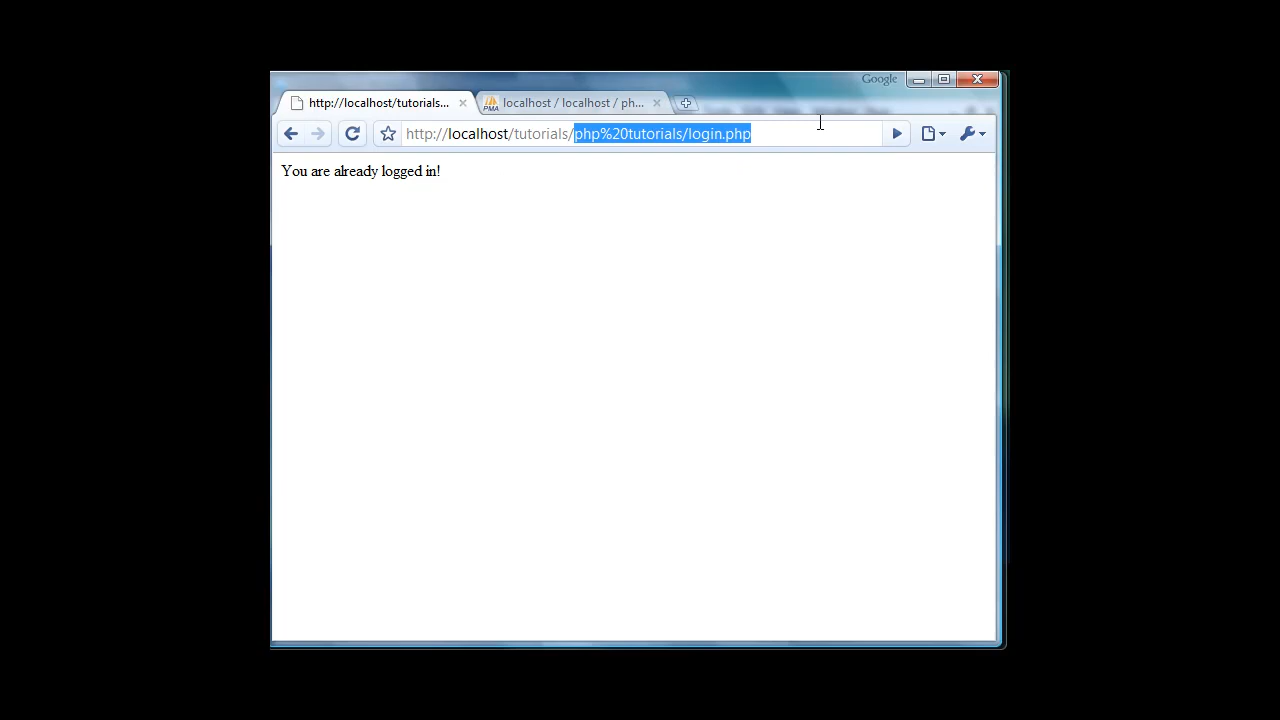 Google
http://localhost/tutorials...
localhost / localhost / ph...
http://localhost/tutorials/php%20tutorials/login.php
You are already logged in!